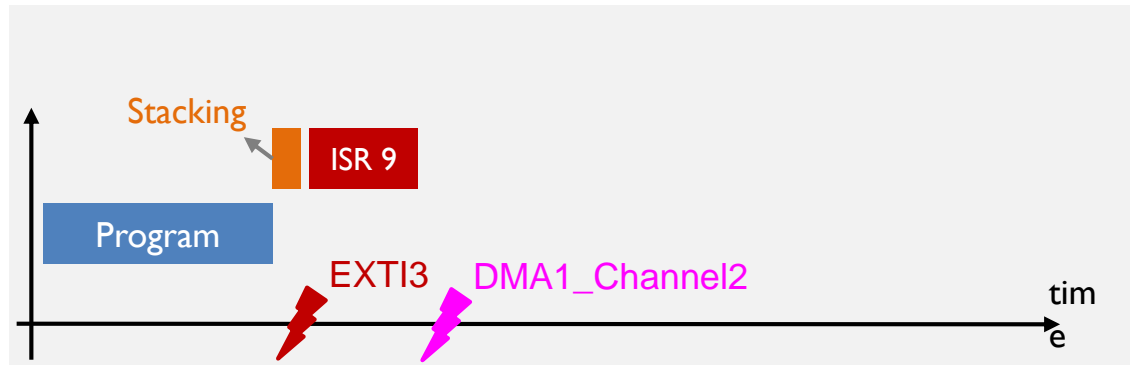 Stacking
ISR 9
Program
EXTI3
DMA1_Channel2
tim
e